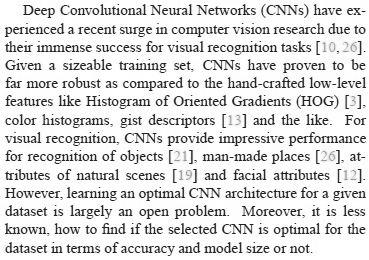 Deep Convolutional Neural Networks (CNNs) have ex-
perienced a recent surge in computer vision research due to
their immense success for visual recognition tasks [10, 26].
Given a sizeable training set, CNNs have proven to be
far more robust as compared to the hand-crafted low-level
features like Histogram of Oriented Gradients (HOG) [3],
color histograms, gist descriptors [13] and the like. For
visual recognition, CNNs provide impressive performance
for recognition of objects [21], man-made places [26], at-
tributes of natural scenes [19] and facial attributes [12].
However, learning an optimal CNN architecture for a given
dataset is largely an open problem. Moreover, it is less
known, how to find if the selected CNN is optimal for the
dataset in terms of accuracy and model size or not.